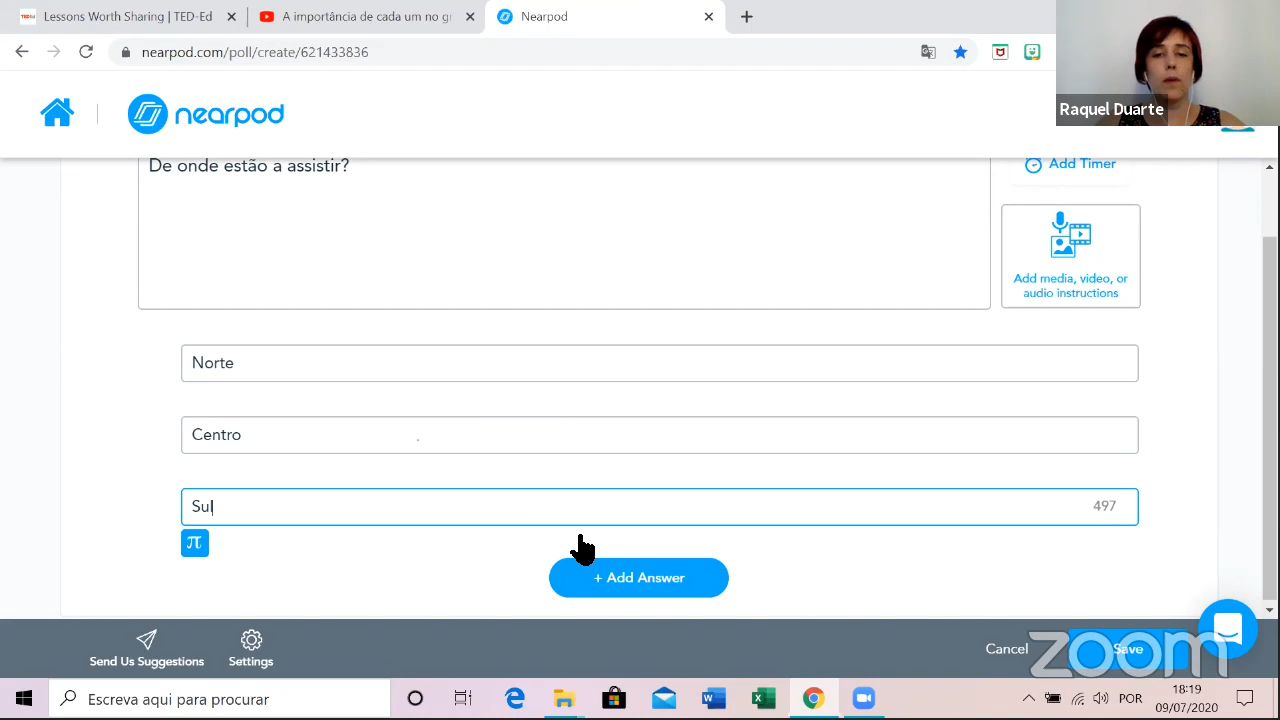 Lessons Worth Sharing | TED-Ed
A importância de cada um no gr
Nearpod
nearpod.com/poll/create/621433836
nearpod
Raquel Duarte
De onde estão a assistir?
Add Timer
Add media, video, or
audio instructions
Norte
Centro
Sul
497
π
+ Add Answer
Send Us Suggestions
Settings
Cancel
Save
zoom
Escreva aqui para procurar
POR
18:19
09/07/2020